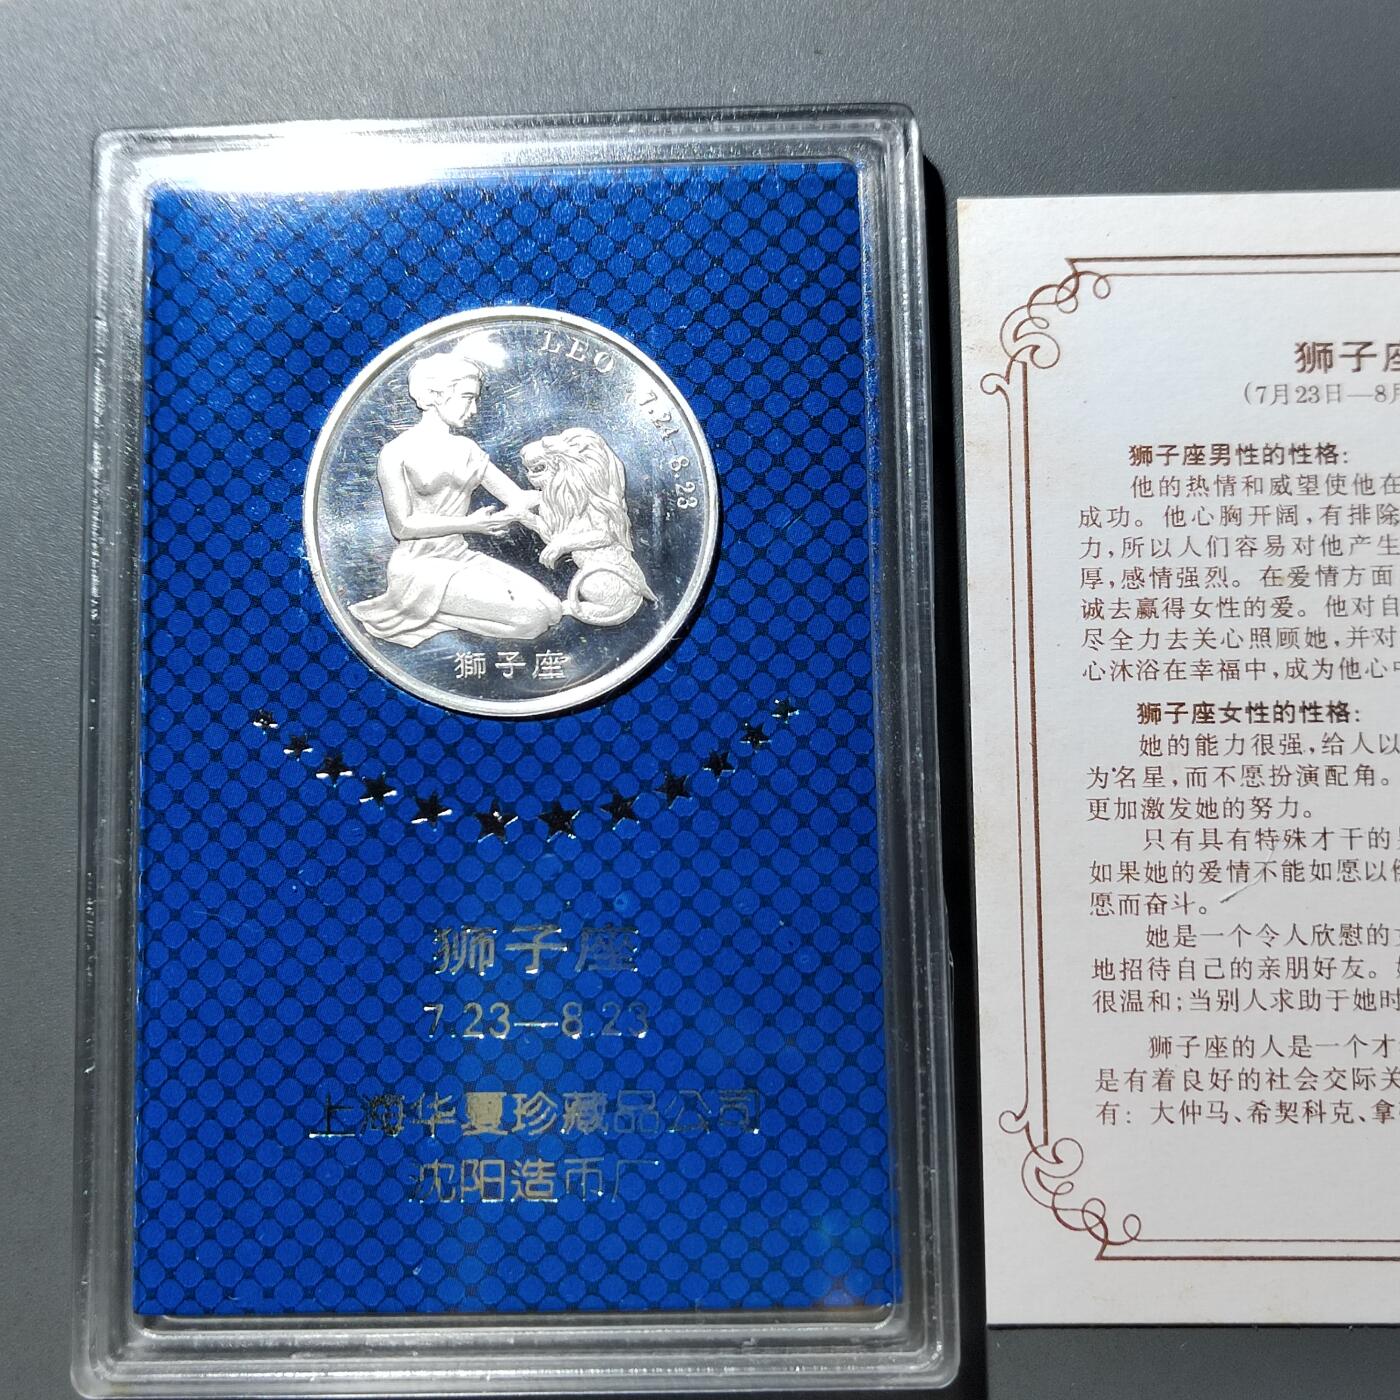 LEO 7.24-8.23
獅子座
狮子座
7.23—8.23
上海华夏珍藏品公司
沈阳造币厂
狮子座
(7月23日—8月
狮子座男性的性格:
他的热情和威望使他在
成功。他心胸开阔,有排除
力,所以人们容易对他产生
厚,感情强烈。在爱情方面
诚去赢得女性的爱。他对自
尽全力去关心照顾她,并对
心沐浴在幸福中,成为他心中
狮子座女性的性格:
她的能力很强,给人以
为名星,而不愿扮演配角。
更加激发她的努力。
只有具有特殊才干的
如果她的爱情不能如愿以偿
愿而奋斗。
她是一个令人欣慰的
地招待自己的亲朋好友。
很温和;当别人求助于她时
狮子座的人是一个才
是有着良好的社会交际关
有: 大仲马、希契科克、拿